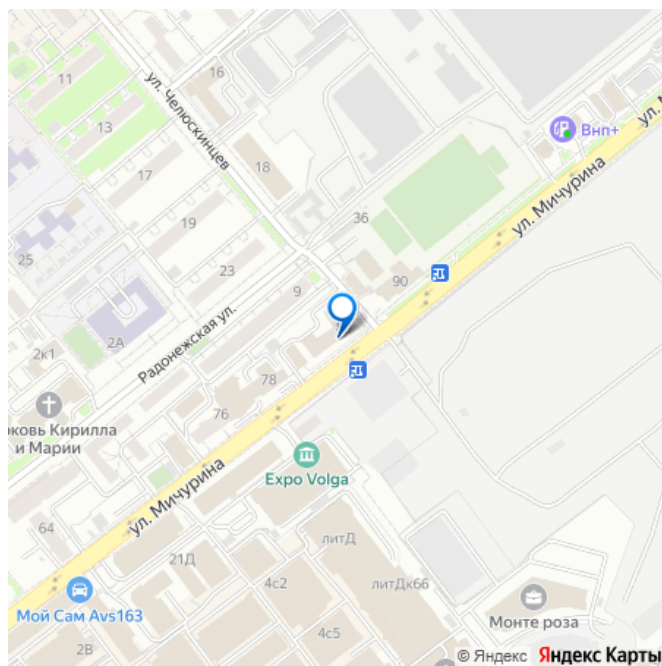 16
11
ул. Челюскинцев
13
Внп+
ул. М
18
17
ул. Мичурина
36
19
25
23
90
9
Радонежская ул.
2А
2к1
78
76
рковь Кирилла
и Марии
Expo Volga
ул. Мичурина
64
литД
21Д
4с2
литДк66
Мой Сам Avs163
Монте роза
4с5
2В
© Яндекс Яндекс Карты